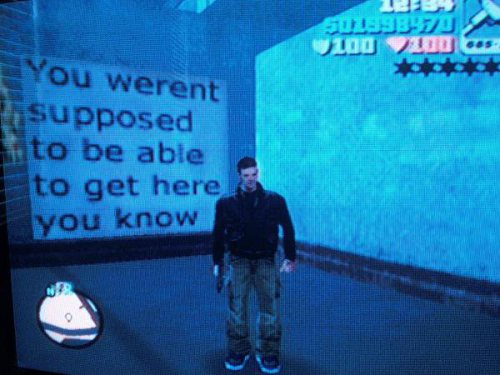 You werent
supposed
to be able
to get here
you know
100 100
N